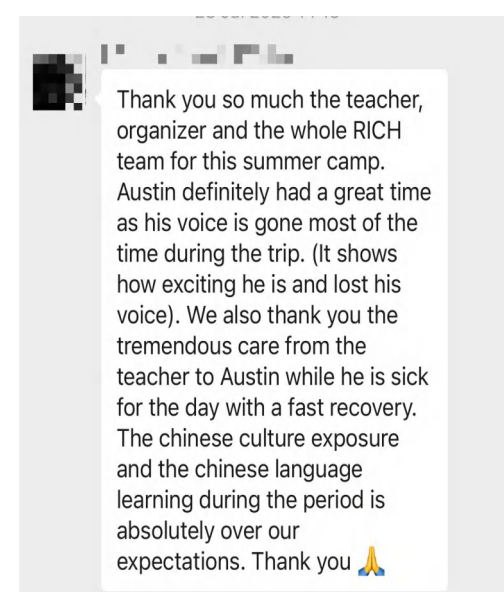 Thank you so much the teacher,
organizer and the whole RICH
team for this summer camp.
Austin definitely had a great time
as his voice is gone most of the
time during the trip. (It shows
how exciting he is and lost his
voice). We also thank you the
tremendous care from the
teacher to Austin while he is sick
for the day with a fast recovery.
The chinese culture exposure
and the chinese language
learning during the period is
absolutely over our
expectations. Thank you 🙏